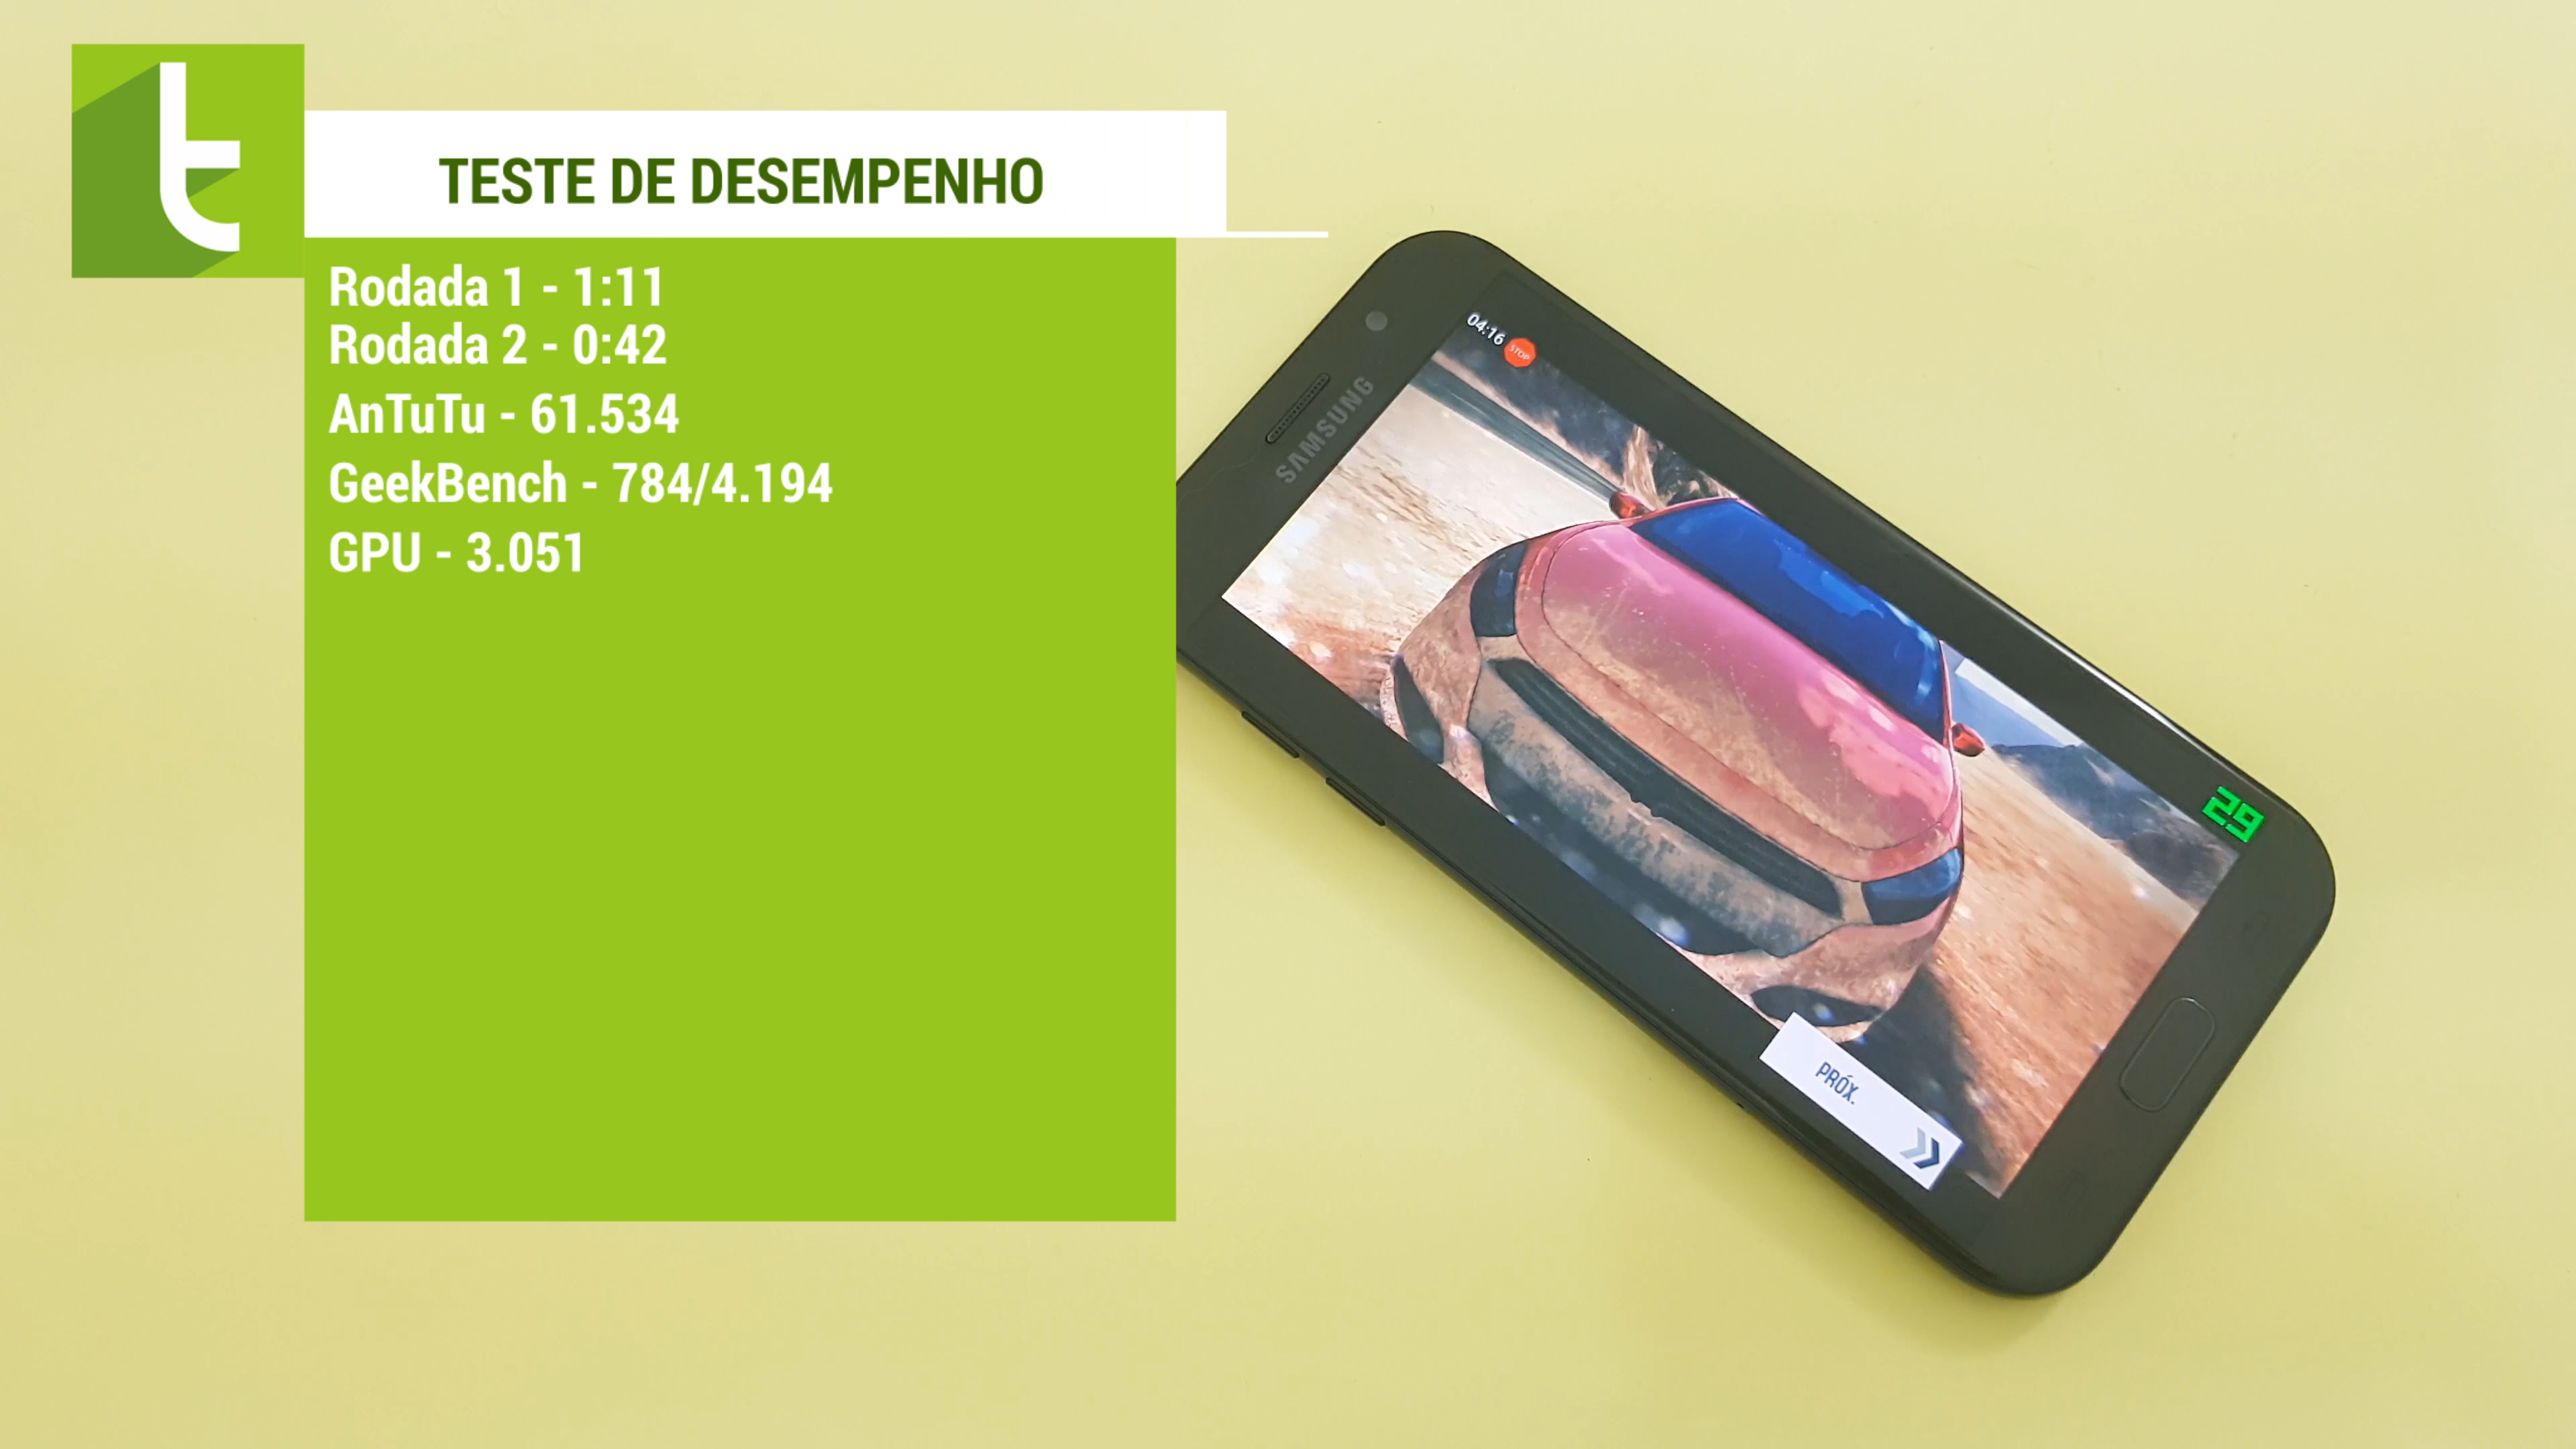 t
TESTE DE DESEMPENHO
Rodada 1 - 1:11
Rodada 2 - 0:42
AnTuTu - 61.534
GeekBench - 784/4.194
GPU - 3.051
SAMSUNG
04:16
STOP
29
PRÓX.